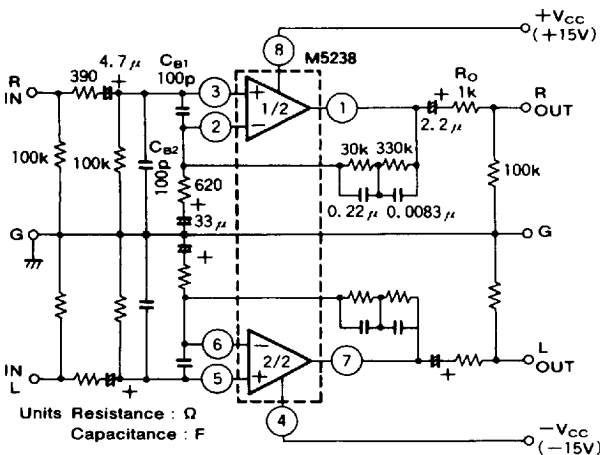 +VCC
(+15V)
8
M5238
CB1
100p
4.7μ
+
390
R
IN
3
+
1/2
2
−
1
+
2.2μ
RO
1k
R
OUT
100k
100k
CB2
100p
620
+
33μ
30k
330k
0.22μ
0.0083μ
100k
G
G
+
6
−
2/2
5
+
7
+
L
OUT
IN
L
+
4
Units Resistance : Ω
Capacitance : F
−VCC
(−15V)